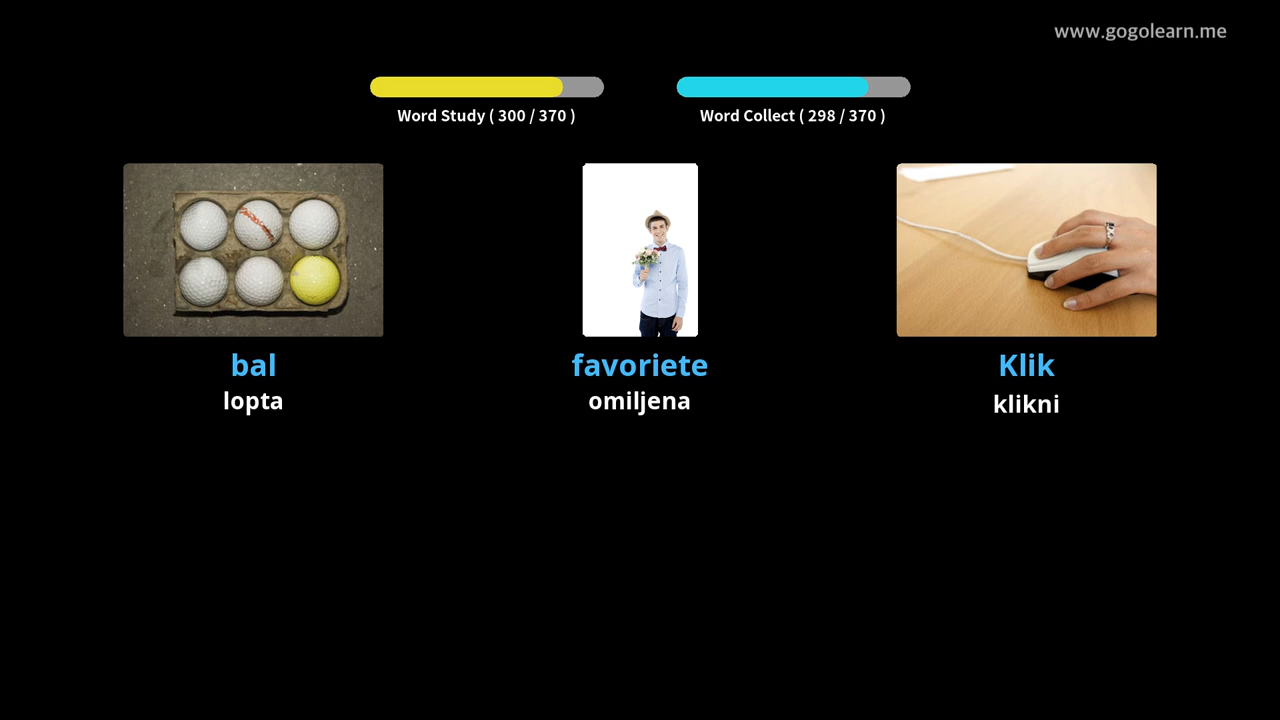 www.gogolearn.me
Word Study ( 300 / 370 )
Word Collect ( 298 / 370 )
bal
lopta
favoriete
omiljena
Klik
klikni